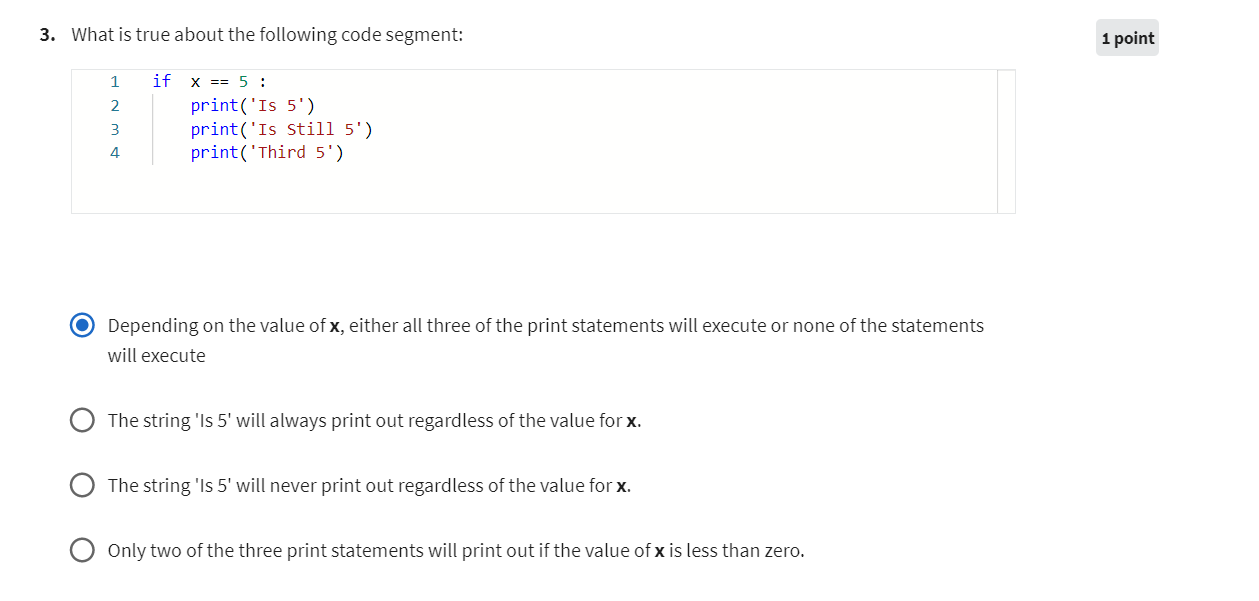 3. What is true about the following code segment:
1 point
1 if x == 5 :
2 print('Is 5')
3 print('Is Still 5')
4 print('Third 5')
Depending on the value of x, either all three of the print statements will execute or none of the statements
will execute
The string 'Is 5' will always print out regardless of the value for x.
The string 'Is 5' will never print out regardless of the value for x.
Only two of the three print statements will print out if the value of x is less than zero.